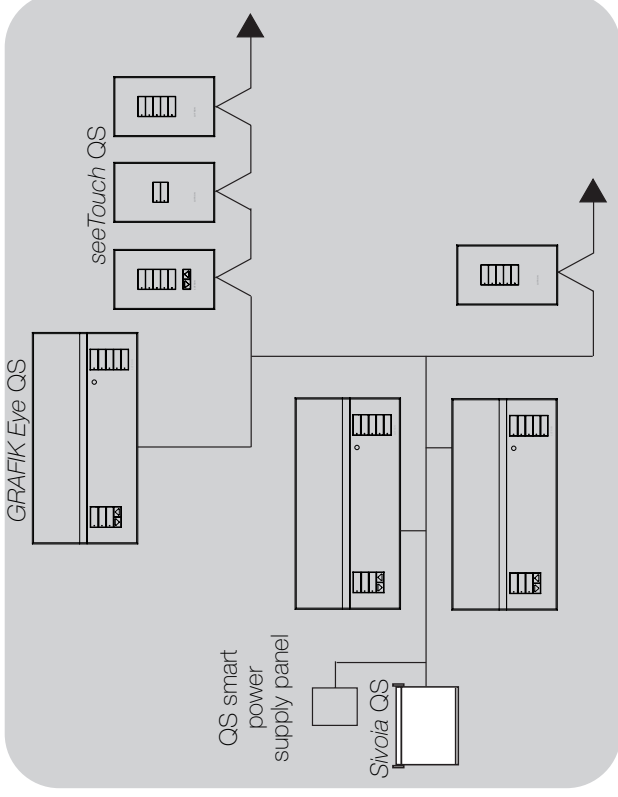 seeTouch QS
GRAFIK Eye QS
QS smart
power
supply panel
Sivoia QS